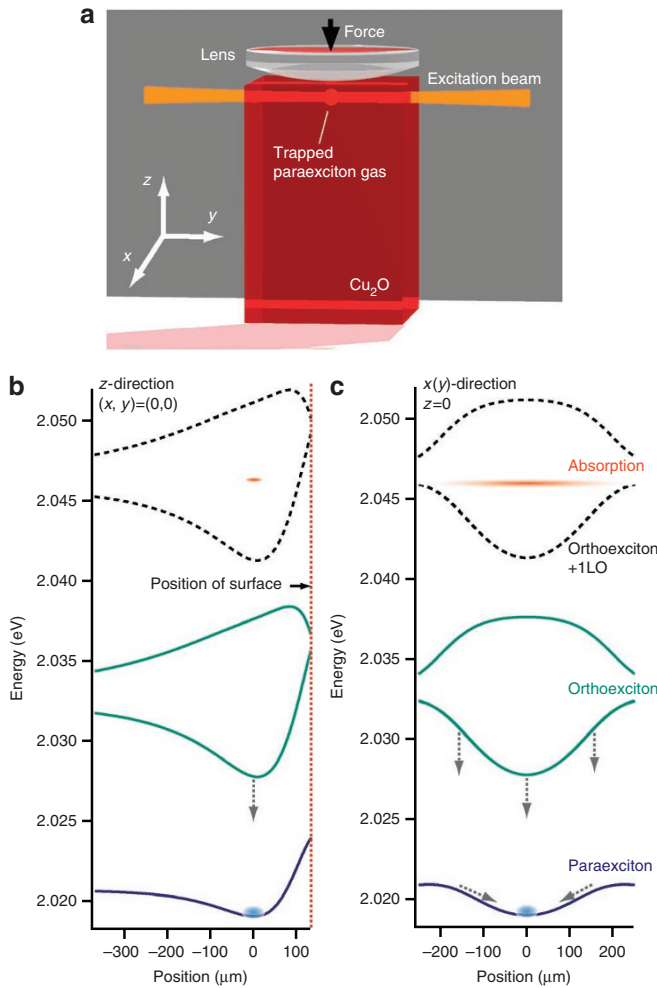 a
Force
Lens
Excitation beam
Trapped
paraexciton gas
z
y
x
Cu₂O
b
z-direction
(x, y)=(0,0)
2.050
2.045
2.040
2.035
2.030
2.025
2.020
Energy (eV)
Position of surface
−300
−200
−100
0
100
Position (μm)
c
x(y)-direction
z=0
2.050
2.045
2.040
2.035
2.030
2.025
2.020
Energy (eV)
Absorption
Orthoexciton
+1LO
Orthoexciton
Paraexciton
−200
−100
0
100
200
Position (μm)